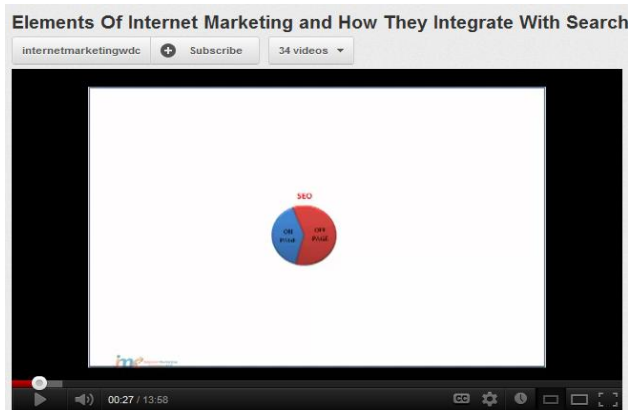 Elements Of Internet Marketing and How They Integrate With Search
internetmarketingwdc Subscribe 34 videos
SEO
ON OFF
PAGE PAGE
00:27 / 13:58 CC